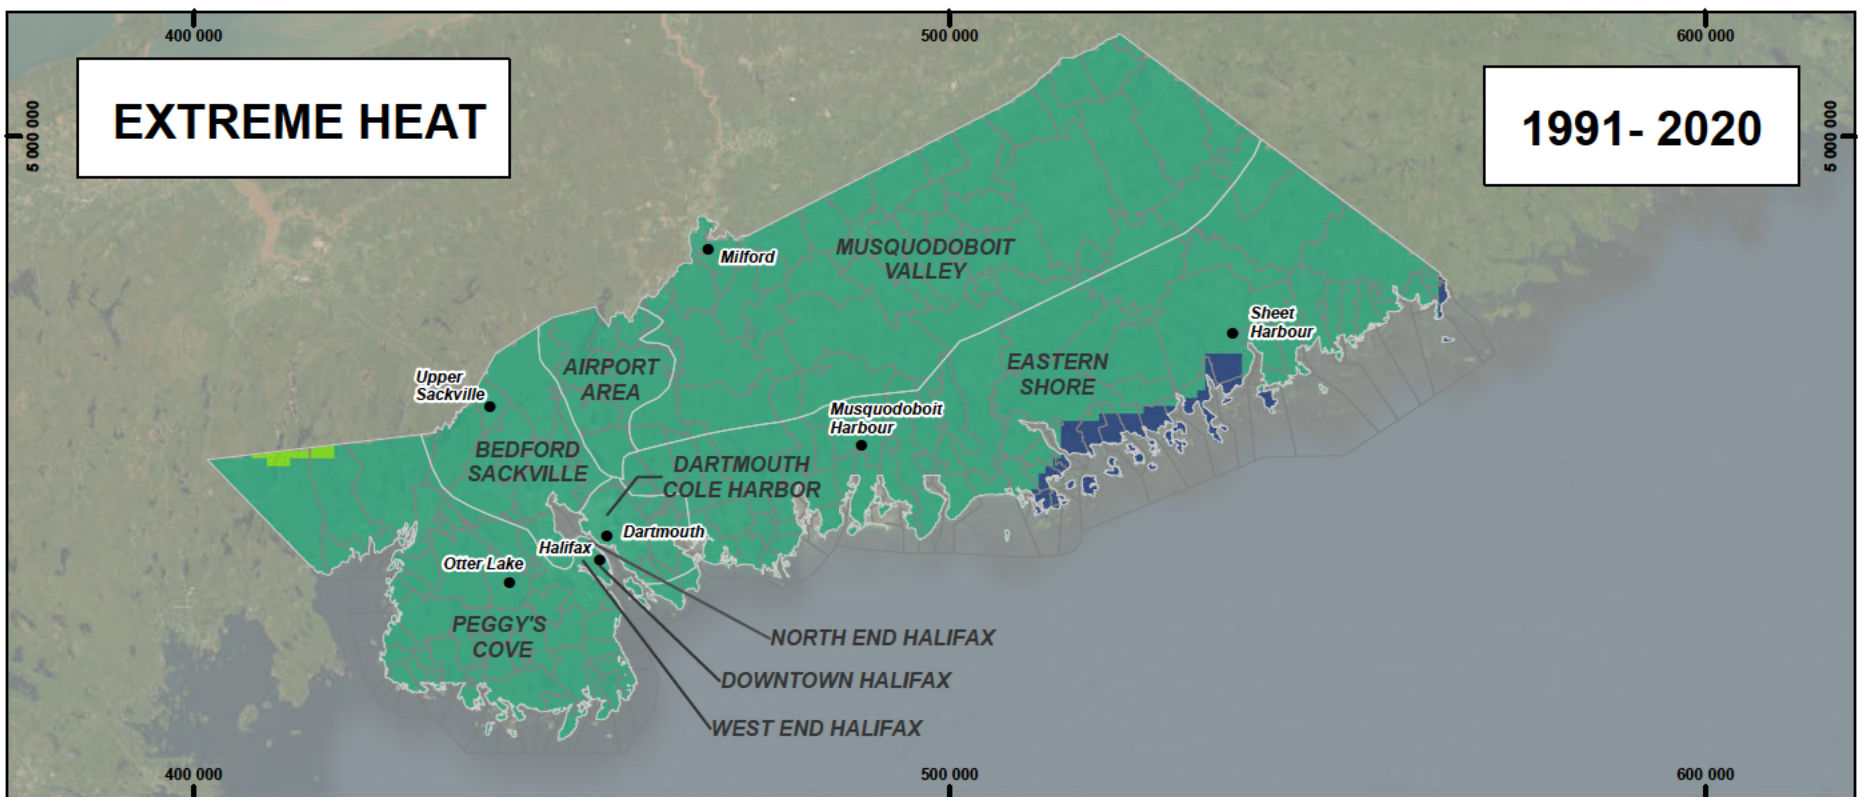 400 000
500 000
600 000
EXTREME HEAT
1991- 2020
5 000 000
5 000 000
MUSQUODOBOIT
VALLEY
Milford
Sheet
Harbour
AIRPORT
AREA
EASTERN
SHORE
Upper
Sackville
Musquodoboit
Harbour
BEDFORD
SACKVILLE
DARTMOUTH
COLE HARBOR
Dartmouth
Halifax
Otter Lake
PEGGY'S
COVE
NORTH END HALIFAX
DOWNTOWN HALIFAX
WEST END HALIFAX
400 000
500 000
600 000